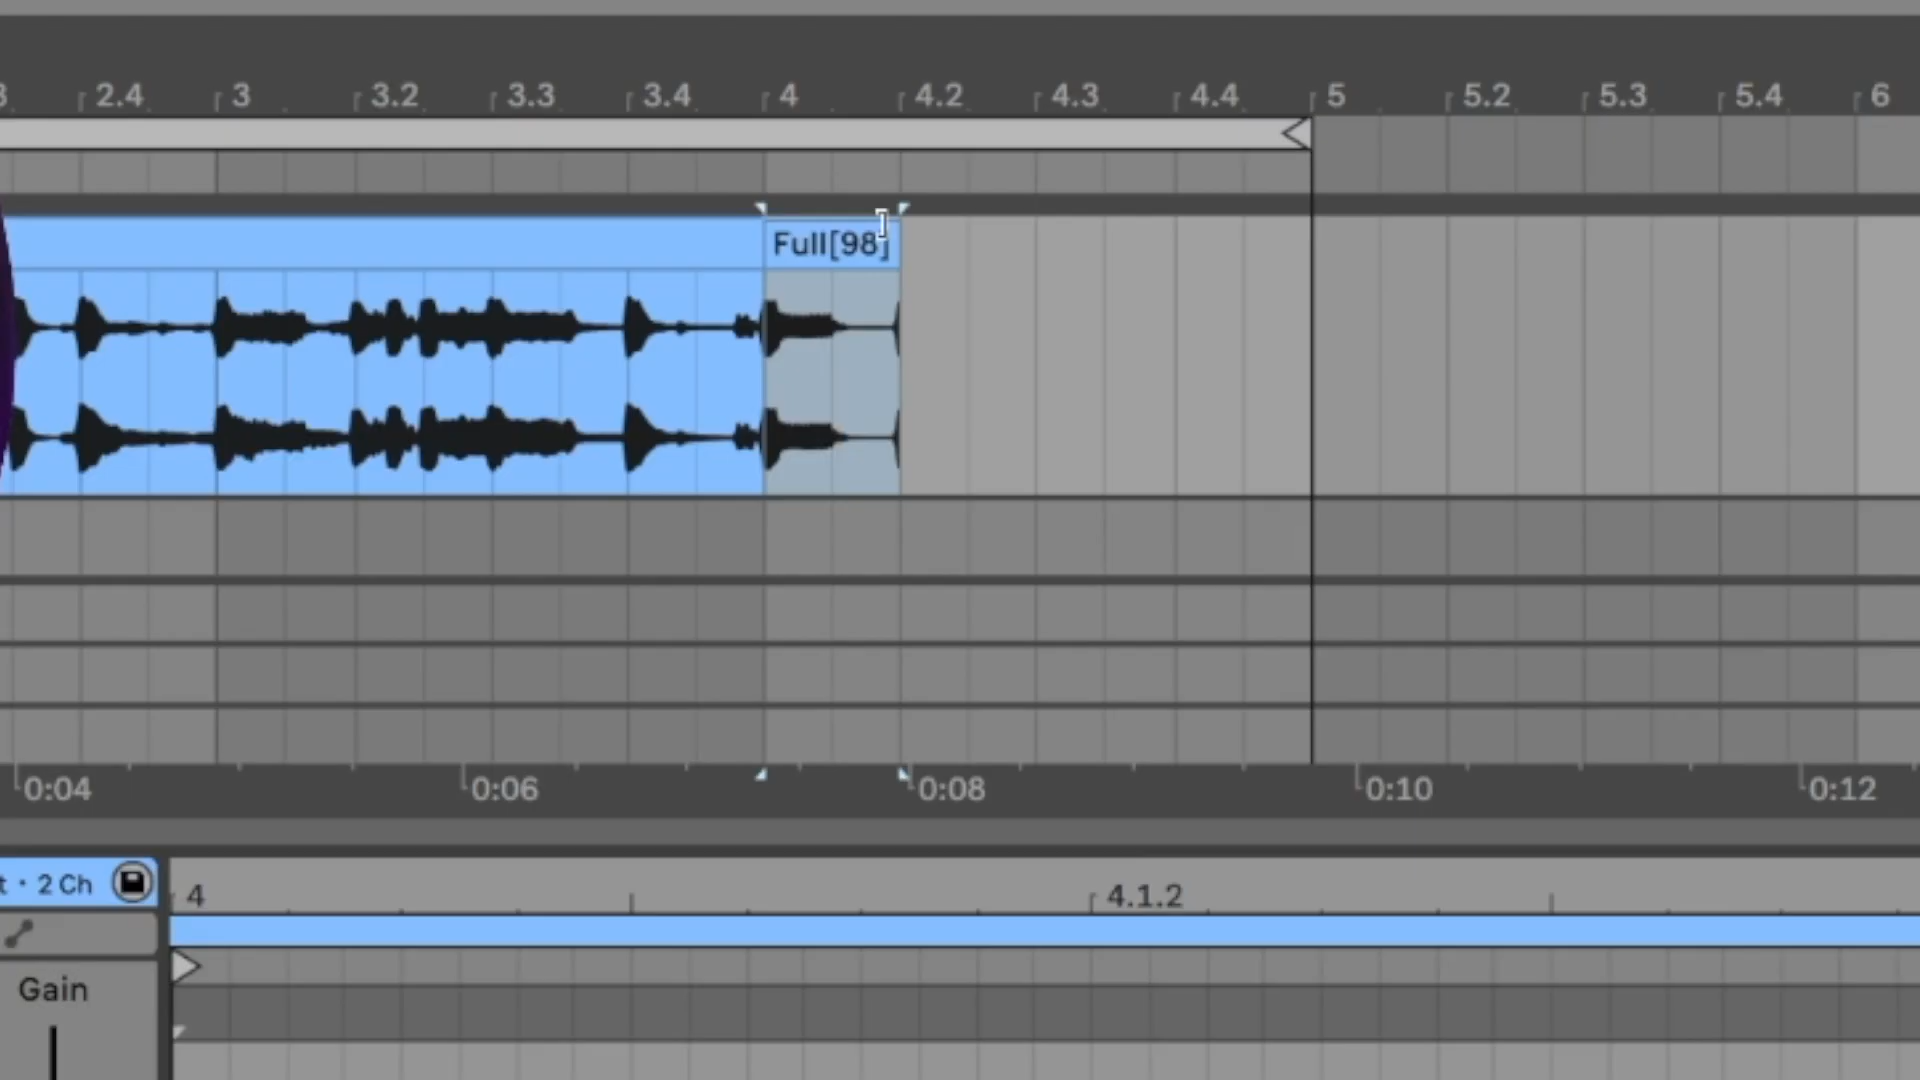 3 2.4 3 3.2 3.3 3.4 4 4.2 4.3 4.4 5 5.2 5.3 5.4 6
Full[98]
0:04 0:06 0:08 0:10 0:12
t · 2 Ch 4 4.1.2
Gain